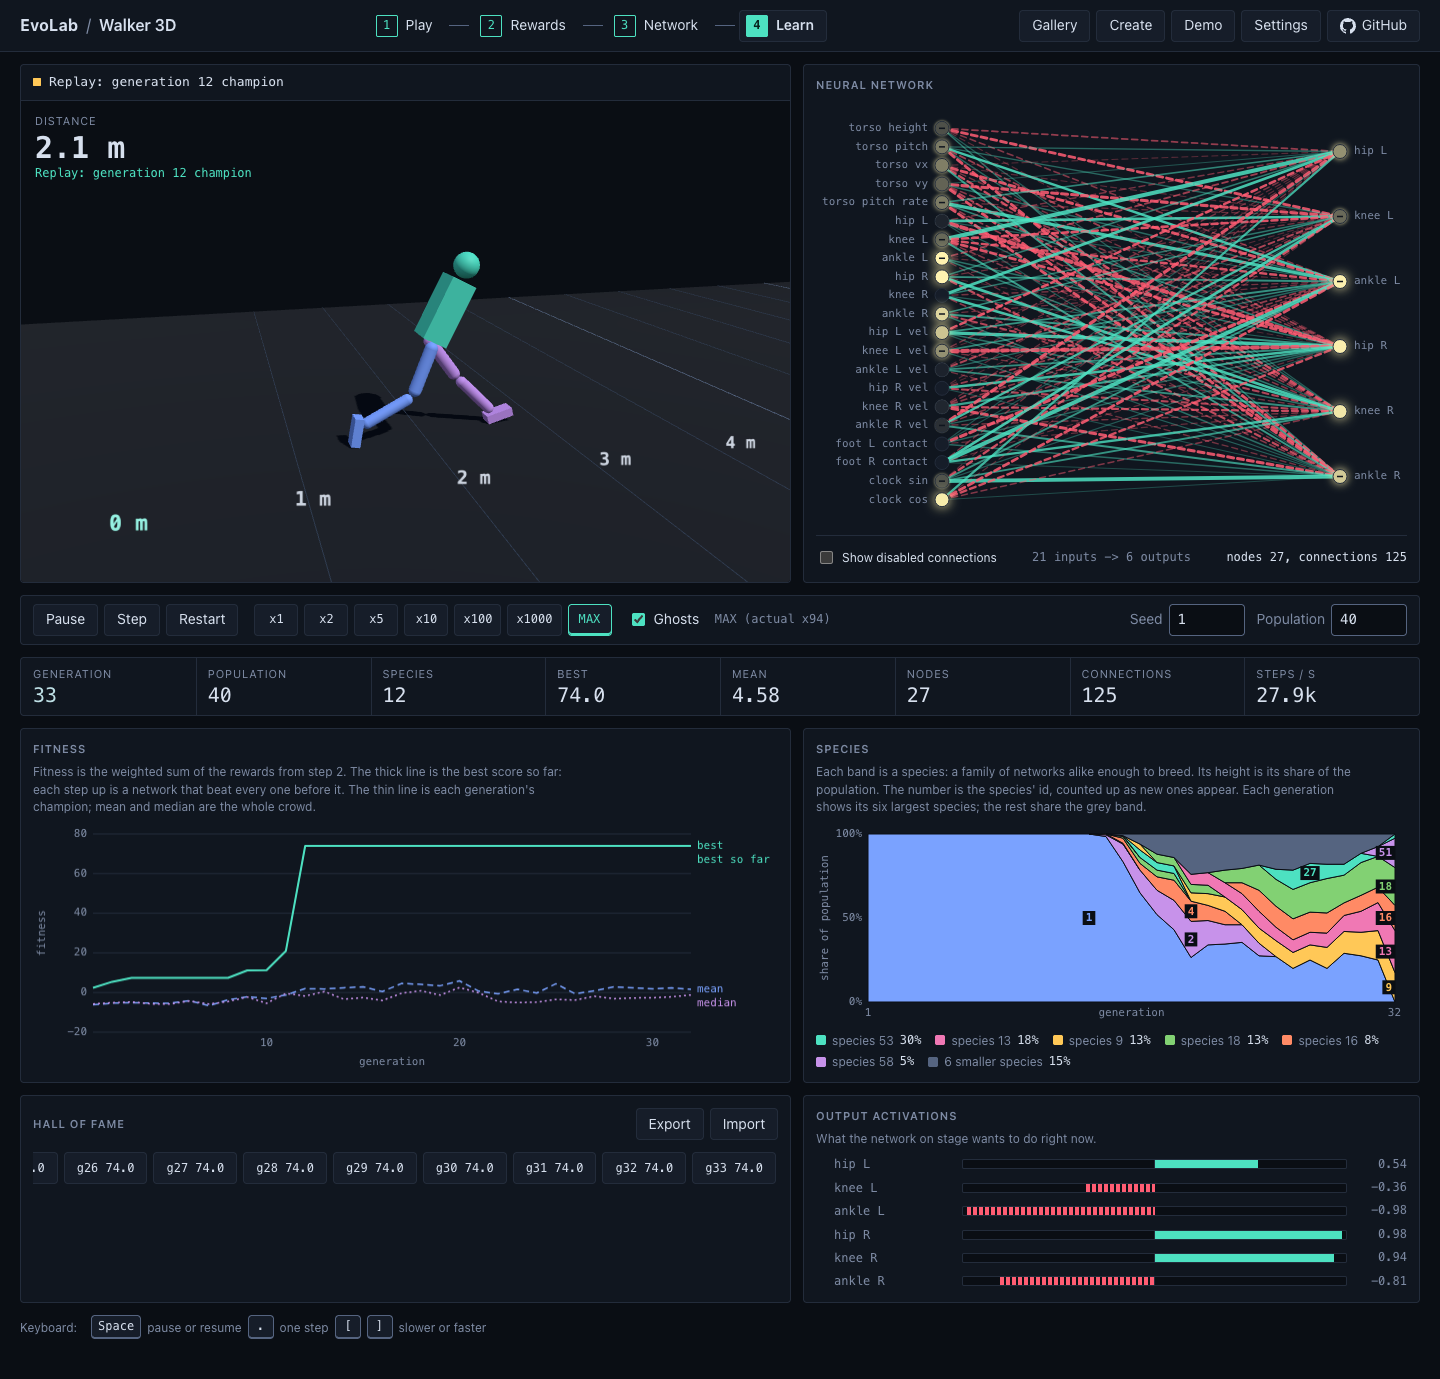 EvoLab / Walker 3D
1 Play
2 Rewards
3 Network
4 Learn
Gallery
Create
Demo
Settings
GitHub
Replay: generation 12 champion
DISTANCE
2.1 m
Replay: generation 12 champion
0 m
1 m
2 m
3 m
4 m
NEURAL NETWORK
torso height
torso pitch
torso vx
torso vy
torso pitch rate
hip L
knee L
ankle L
hip R
knee R
ankle R
hip L vel
knee L vel
ankle L vel
hip R vel
knee R vel
ankle R vel
foot L contact
foot R contact
clock sin
clock cos
hip L
knee L
ankle L
hip R
knee R
ankle R
Show disabled connections
21 inputs -> 6 outputs
nodes 27, connections 125
Pause
Step
Restart
x1
x2
x5
x10
x100
x1000
MAX
Ghosts
MAX (actual x94)
Seed 1
Population 40
GENERATION
33
POPULATION
40
SPECIES
12
BEST
74.0
MEAN
4.58
NODES
27
CONNECTIONS
125
STEPS / S
27.9k
FITNESS
Fitness is the weighted sum of the rewards from step 2. The thick line is the best score so far:
each step up is a network that beat every one before it. The thin line is each generation's
champion; mean and median are the whole crowd.
80
60
40
20
0
−20
fitness
10
20
30
generation
best
best so far
mean
median
SPECIES
Each band is a species: a family of networks alike enough to breed. Its height is its share of the
population. The number is the species' id, counted up as new ones appear. Each generation
shows its six largest species; the rest share the grey band.
100%
50%
0%
share of population
1
generation
32
1
4
2
27
51
18
16
13
9
species 53 30%
species 13 18%
species 9 13%
species 18 13%
species 16 8%
species 58 5%
6 smaller species 15%
HALL OF FAME
Export
Import
.0
g26 74.0
g27 74.0
g28 74.0
g29 74.0
g30 74.0
g31 74.0
g32 74.0
g33 74.0
OUTPUT ACTIVATIONS
What the network on stage wants to do right now.
hip L 0.54
knee L −0.36
ankle L −0.98
hip R 0.98
knee R 0.94
ankle R −0.81
Keyboard: Space pause or resume . one step [ ] slower or faster